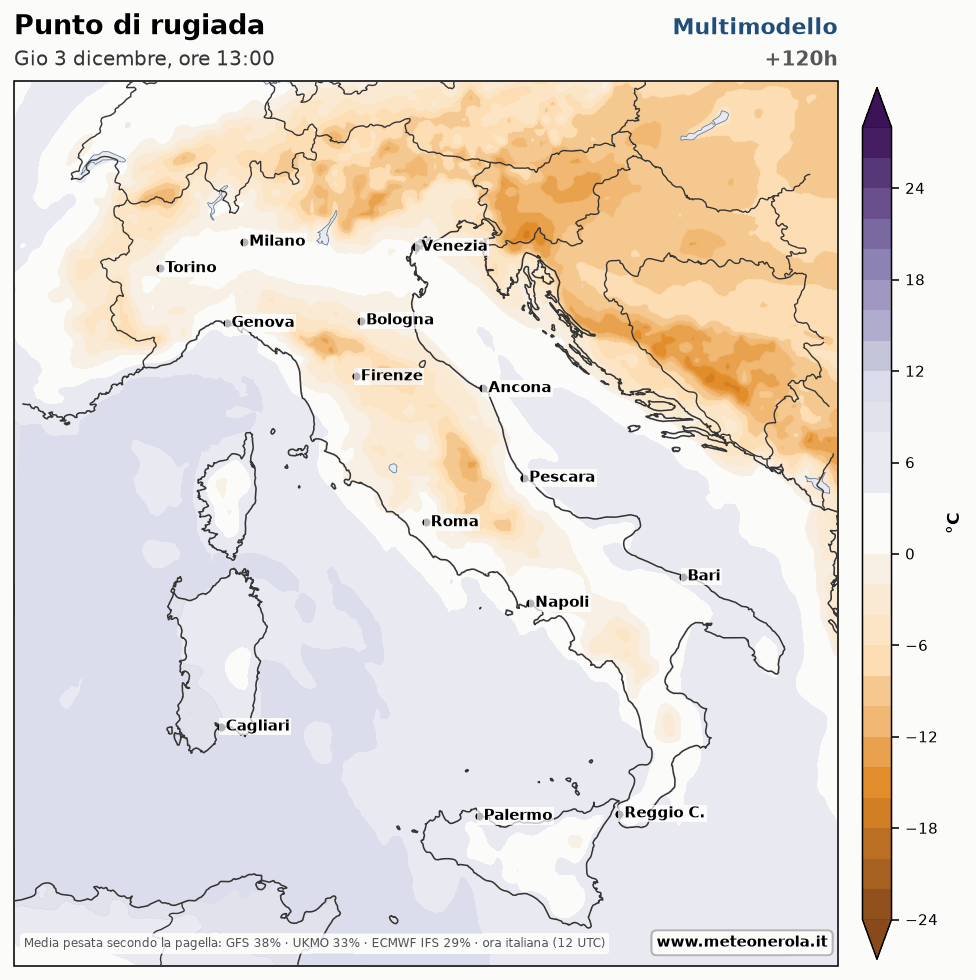 Punto di rugiada
Multimodello
Gio 3 dicembre, ore 13:00
+120h
Milano
Venezia
Torino
Genova
Bologna
Firenze
Ancona
Pescara
Roma
Bari
Napoli
Cagliari
Palermo
Reggio C.
24
18
12
6
0
−6
−12
−18
−24
°C
Media pesata secondo la pagella: GFS 38% · UKMO 33% · ECMWF IFS 29% · ora italiana (12 UTC)
www.meteonerola.it